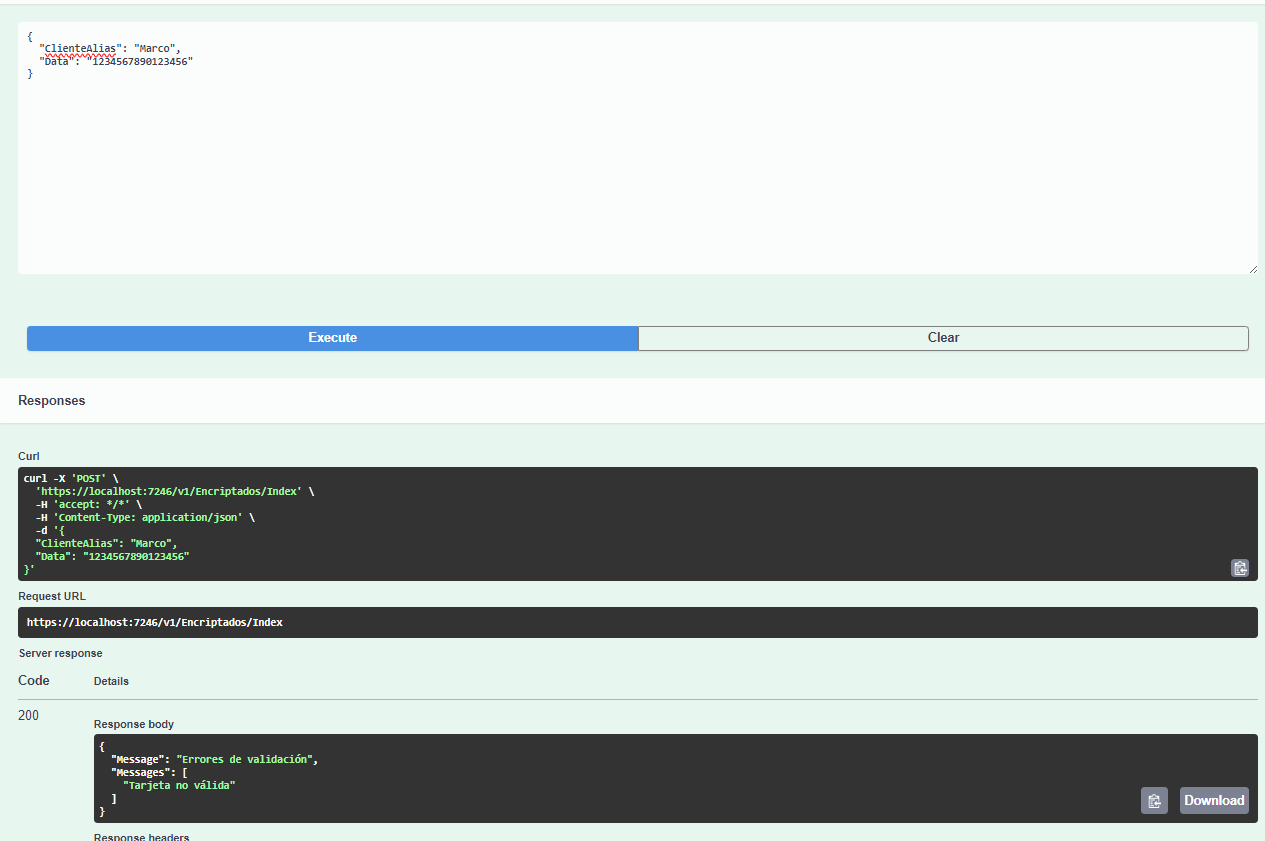 {
"ClienteAlias": "Marco",
"Data": "1234567890123456"
}
Execute
Clear
Responses
Curl
curl -X 'POST' \
'https://localhost:7246/v1/Encriptados/Index' \
-H 'accept: */*' \
-H 'Content-Type: application/json' \
-d '{
"ClienteAlias": "Marco",
"Data": "1234567890123456"
}'
Request URL
https://localhost:7246/v1/Encriptados/Index
Server response
Code
Details
200
Response body
{
"Message": "Errores de validación",
"Messages": [
"Tarjeta no válida"
]
}
Download
Response headers